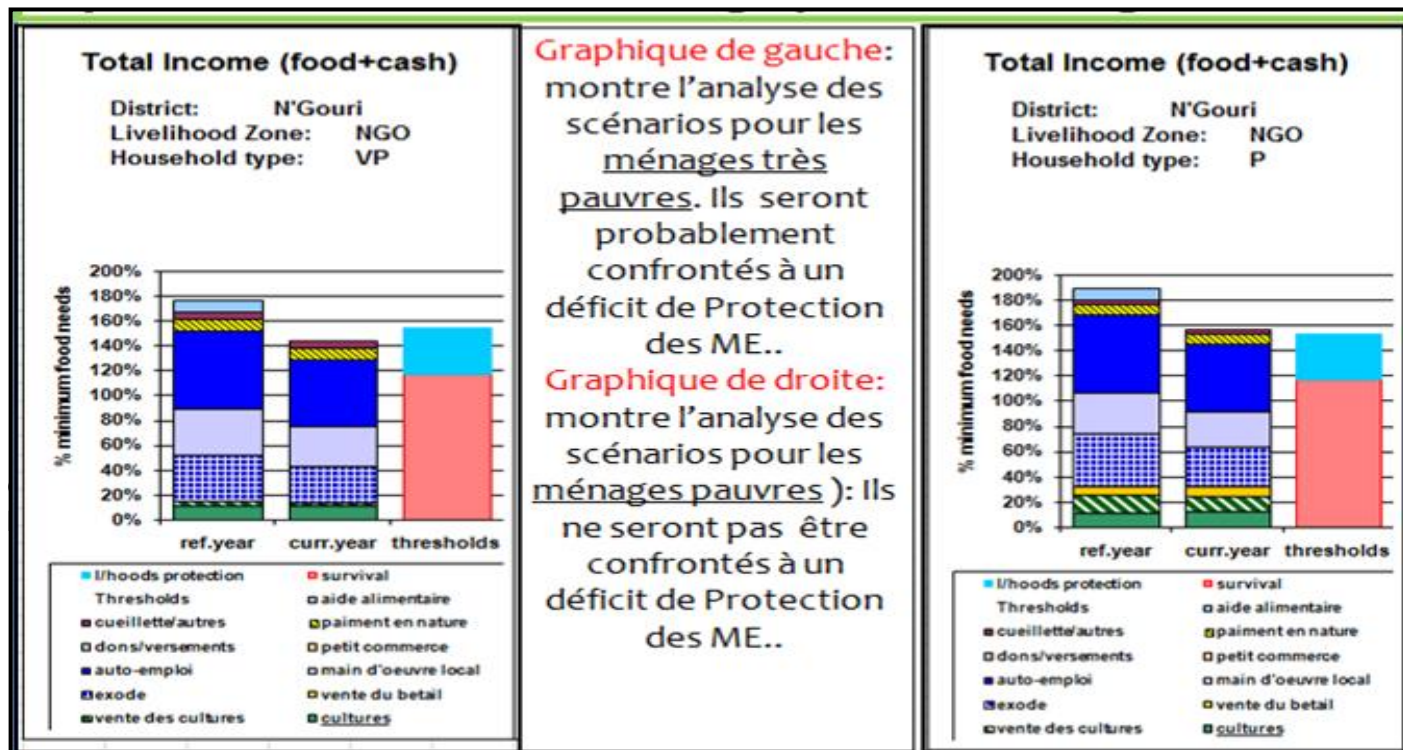 Total Income (food+cash)
District: N'Gouri
Livelihood Zone: NGO
Household type: VP
% minimum food needs
200%
180%
160%
140%
120%
100%
80%
60%
40%
20%
0%
ref.year curr.year thresholds
l/hoods protection survival
Thresholds aide alimentaire
cueillette/autres paiment en nature
dons/versements petit commerce
auto-emploi main d'oeuvre local
exode vente du betail
vente des cultures cultures
Graphique de gauche:
montre l'analyse des
scénarios pour les
ménages très
pauvres. Ils seront
probablement
confrontés à un
déficit de Protection
des ME..
Graphique de droite:
montre l'analyse des
scénarios pour les
ménages pauvres ): Ils
ne seront pas être
confrontés à un
déficit de Protection
des ME..
Total Income (food+cash)
District: N'Gouri
Livelihood Zone: NGO
Household type: P
% minimum food needs
200%
180%
160%
140%
120%
100%
80%
60%
40%
20%
0%
ref.year curr.year thresholds
l/hoods protection survival
Thresholds aide alimentaire
cueillette/autres paiment en nature
dons/versements petit commerce
auto-emploi main d'oeuvre local
exode vente du betail
vente des cultures cultures